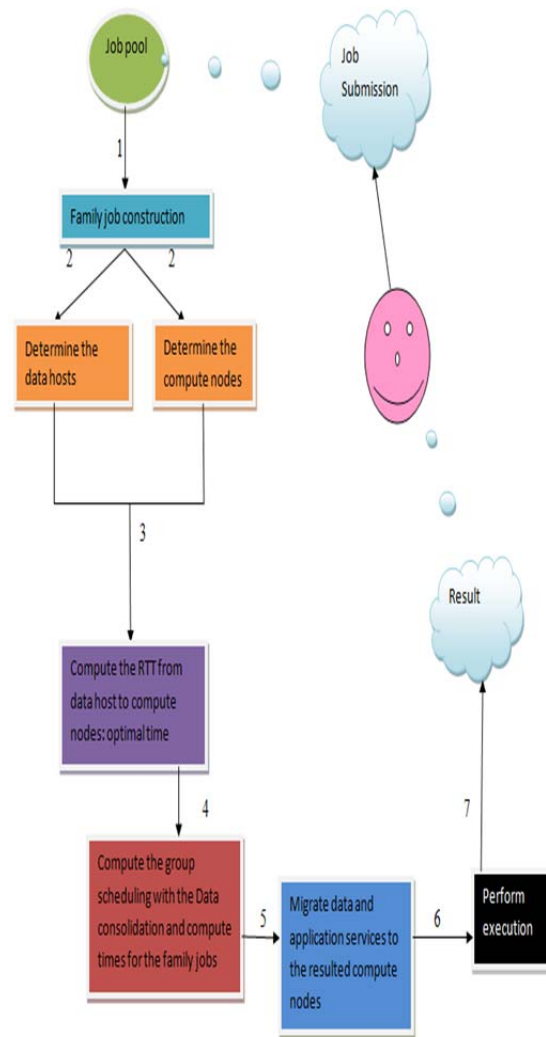 Job pool
Job
Submission
1
Family job construction
2
2
Determine the
data hosts
Determine the
compute nodes
3
Result
Compute the RTT from
data host to compute
nodes: optimal time
4
7
Compute the group
scheduling with the Data
consolidation and compute
times for the family jobs
5
Migrate data and
application services to
the resulted compute
nodes
6
Perform
execution